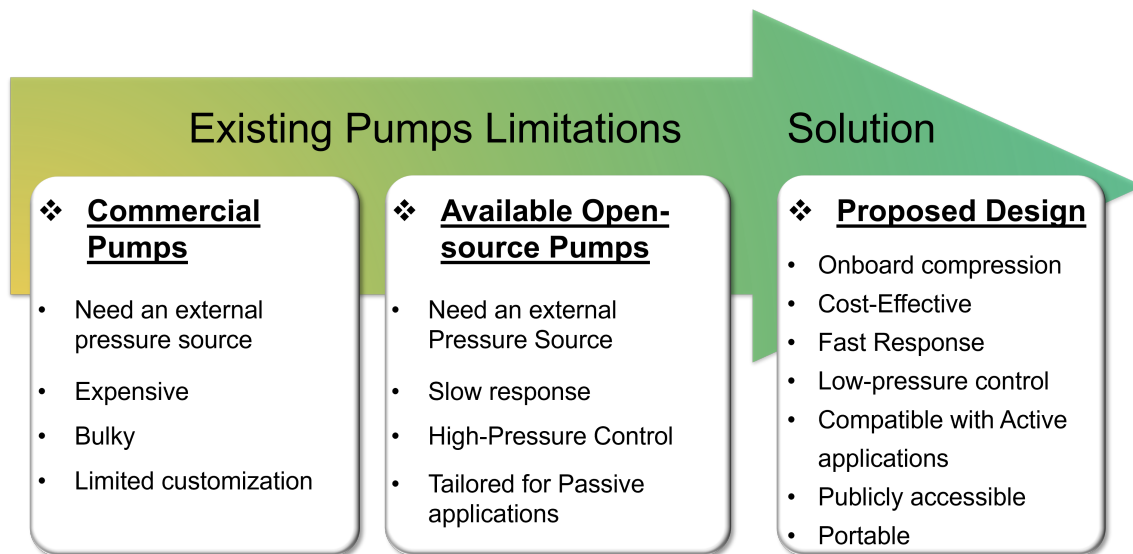 Existing Pumps Limitations
Solution
❖ Commercial
Pumps
• Need an external
pressure source
• Expensive
• Bulky
• Limited customization
❖ Available Open-
source Pumps
• Need an external
Pressure Source
• Slow response
• High-Pressure Control
• Tailored for Passive
applications
❖ Proposed Design
• Onboard compression
• Cost-Effective
• Fast Response
• Low-pressure control
• Compatible with Active
applications
• Publicly accessible
• Portable